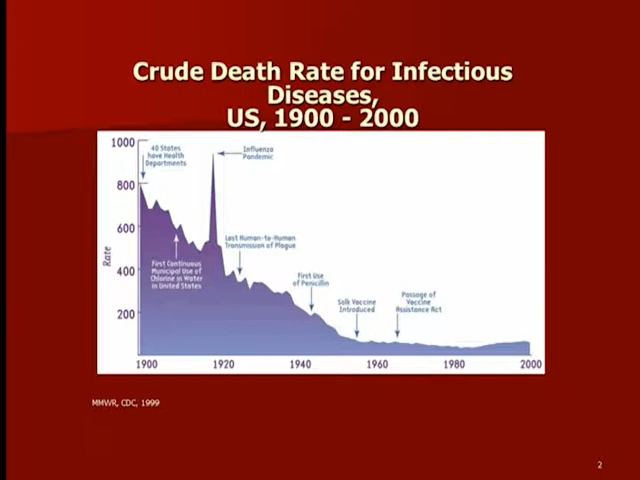 Crude Death Rate for Infectious
Diseases,
US, 1900 - 2000
1000
800
600
400
200
Rate
40 States
have Health
Departments
Influenza
Pandemic
Last Human-to-Human
Transmission of Plague
First Continuous
Municipal Use of
Chlorine in Water
in United States
First Use
of Penicillin
Salk Vaccine
Introduced
Passage of
Vaccine
Assistance Act
1900
1920
1940
1960
1980
2000
MMWR, CDC, 1999
2